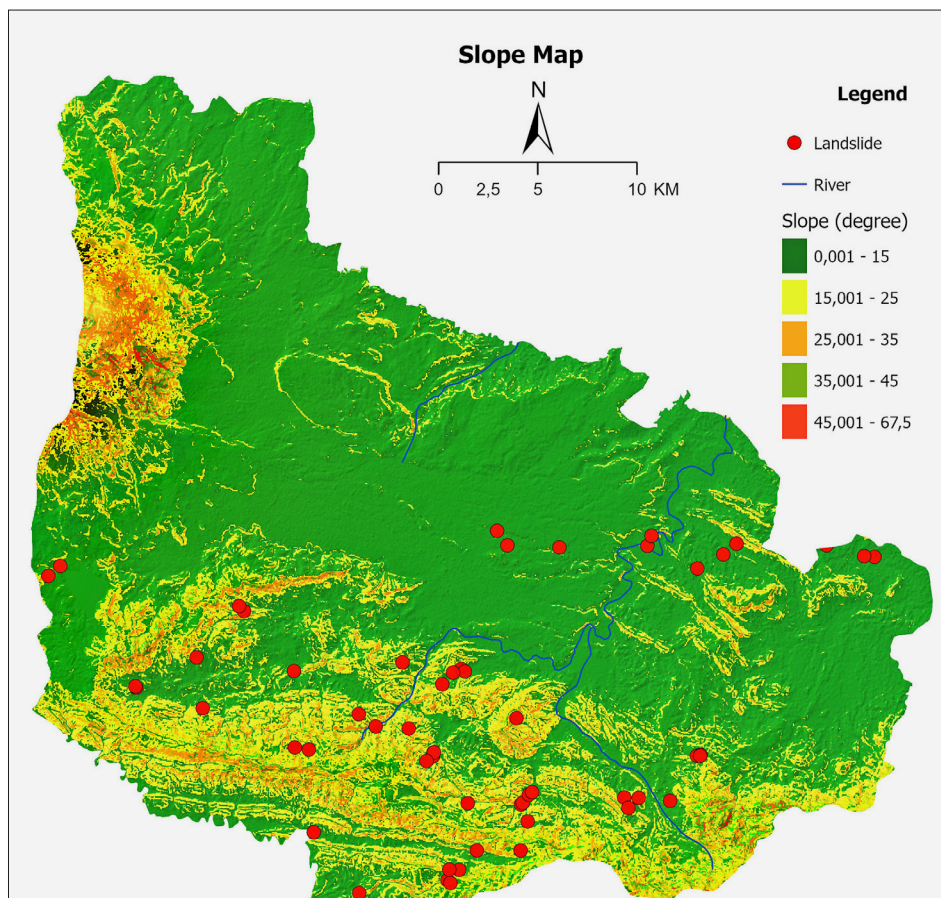 Slope Map
N
0 2,5 5 10 KM
Legend
Landslide
River
Slope (degree)
0,001 - 15
15,001 - 25
25,001 - 35
35,001 - 45
45,001 - 67,5